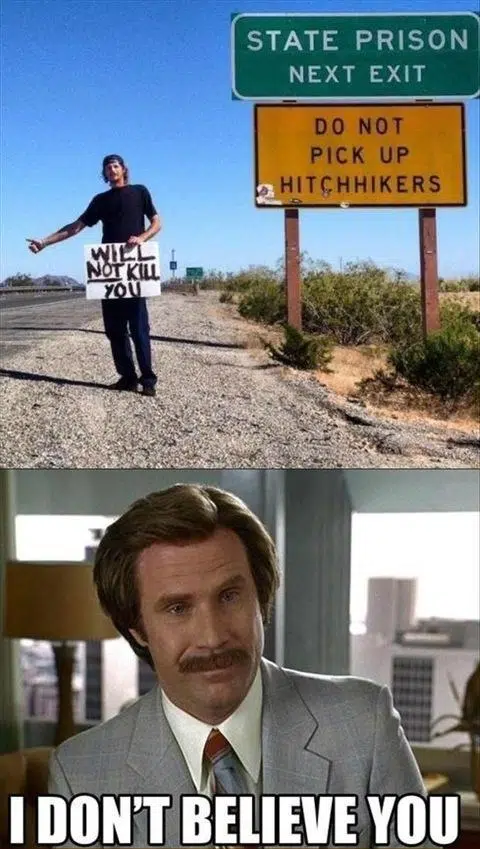 STATE PRISON
NEXT EXIT
DO NOT
PICK UP
HITCHHIKERS
WILL
NOT KILL
YOU
I DON'T BELIEVE YOU